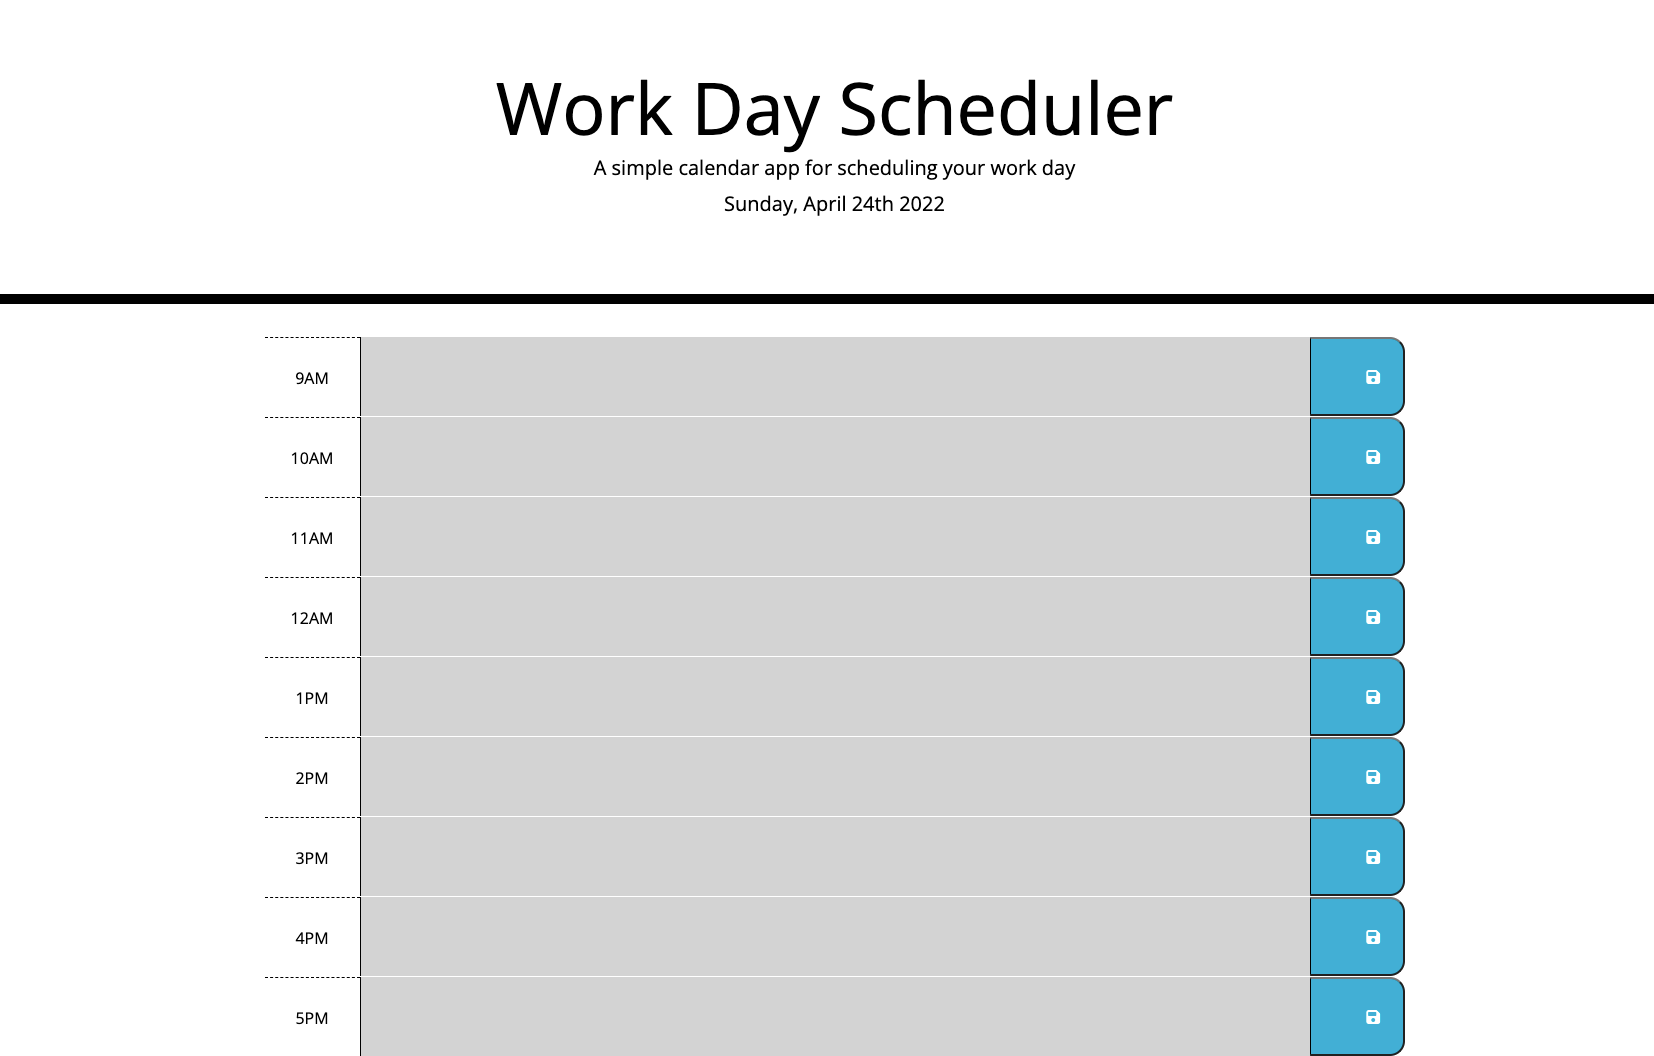 Work Day Scheduler
A simple calendar app for scheduling your work day
Sunday, April 24th 2022
9AM
10AM
11AM
12AM
1PM
2PM
3PM
4PM
5PM